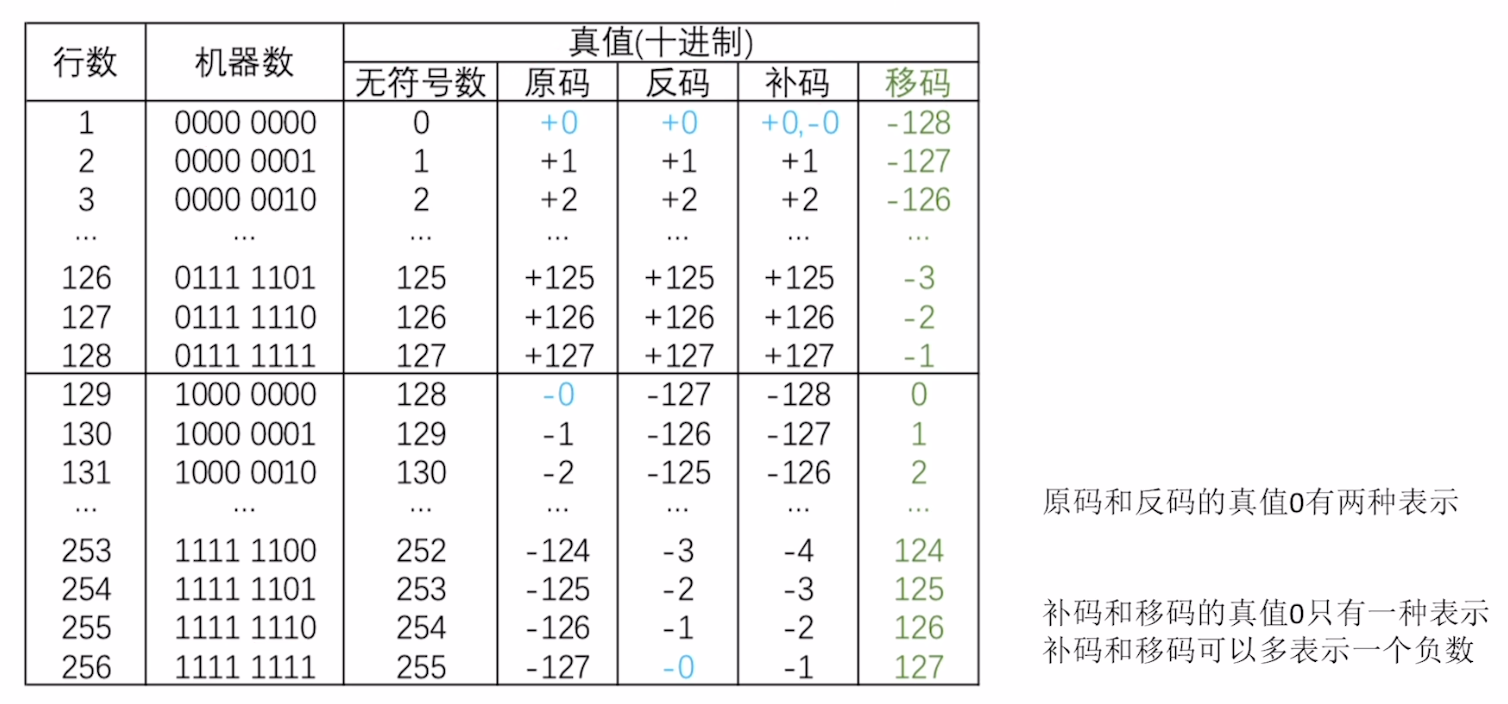 行数 机器数 真值(十进制)
无符号数 原码 反码 补码 移码
1 0000 0000 0 +0 +0 +0,-0 -128
2 0000 0001 1 +1 +1 +1 -127
3 0000 0010 2 +2 +2 +2 -126
... ... ... ... ... ... ...
126 0111 1101 125 +125 +125 +125 -3
127 0111 1110 126 +126 +126 +126 -2
128 0111 1111 127 +127 +127 +127 -1
129 1000 0000 128 -0 -127 -128 0
130 1000 0001 129 -1 -126 -127 1
131 1000 0010 130 -2 -125 -126 2
... ... ... ... ... ... ...
253 1111 1100 252 -124 -3 -4 124
254 1111 1101 253 -125 -2 -3 125
255 1111 1110 254 -126 -1 -2 126
256 1111 1111 255 -127 -0 -1 127
原码和反码的真值0有两种表示
补码和移码的真值0只有一种表示
补码和移码可以多表示一个负数